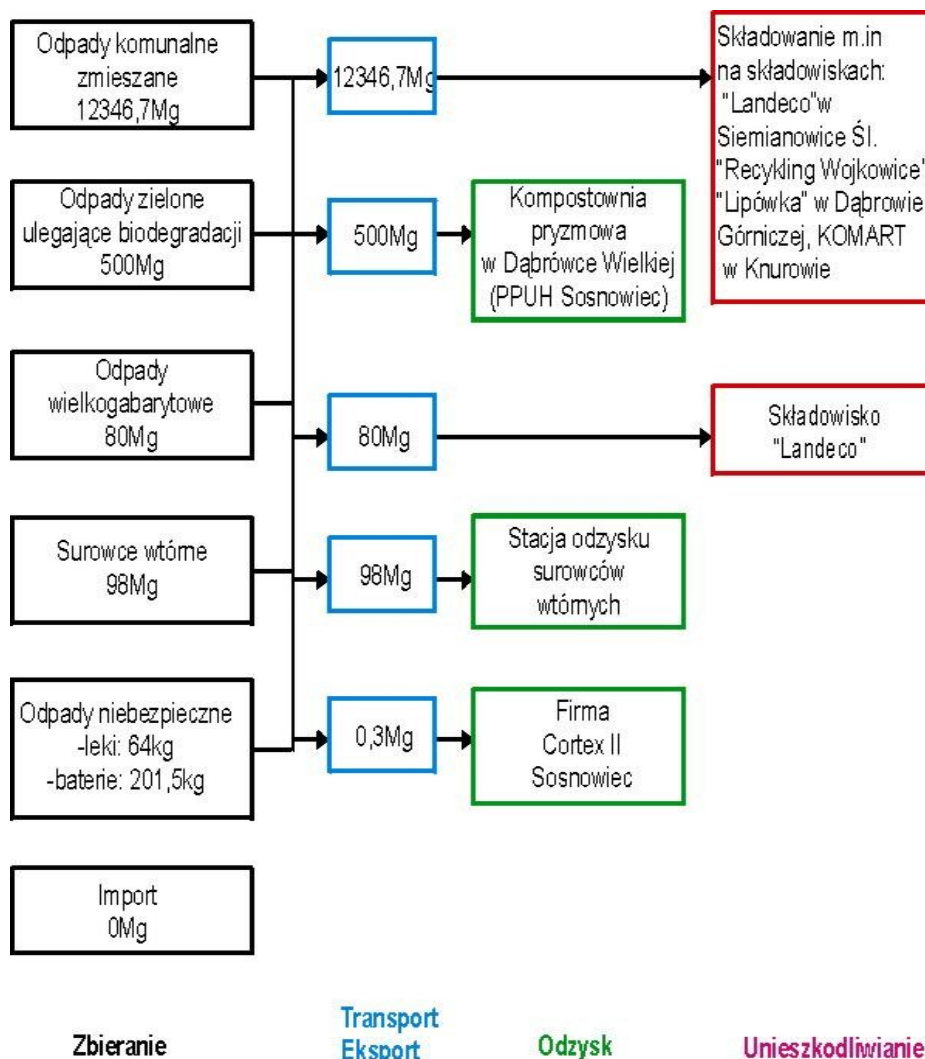 Odpady komunalne
zmieszane
12346,7Mg
12346,7Mg
Składowanie m.in
na składowiskach:
"Landeco"w
Siemianowice Śl.
"Recykling Wojkowice"
"Lipówka" w Dąbrowie
Górniczej, KOMART
w Knurowie
Odpady zielone
ulegające biodegradacji
500Mg
500Mg
Kompostownia
pryzmowa
w Dąbrówce Wielkiej
(PPUH Sosnowiec)
Odpady
wielkogabarytowe
80Mg
80Mg
Składowisko
"Landeco"
Surowce wtórne
98Mg
98Mg
Stacja odzysku
surowców
wtórnych
Odpady niebezpieczne
-leki: 64kg
-baterie: 201,5kg
0,3Mg
Firma
Cortex II
Sosnowiec
Import
0Mg
Zbieranie
Transport
Eksport
Odzysk
Unieszkodliwianie